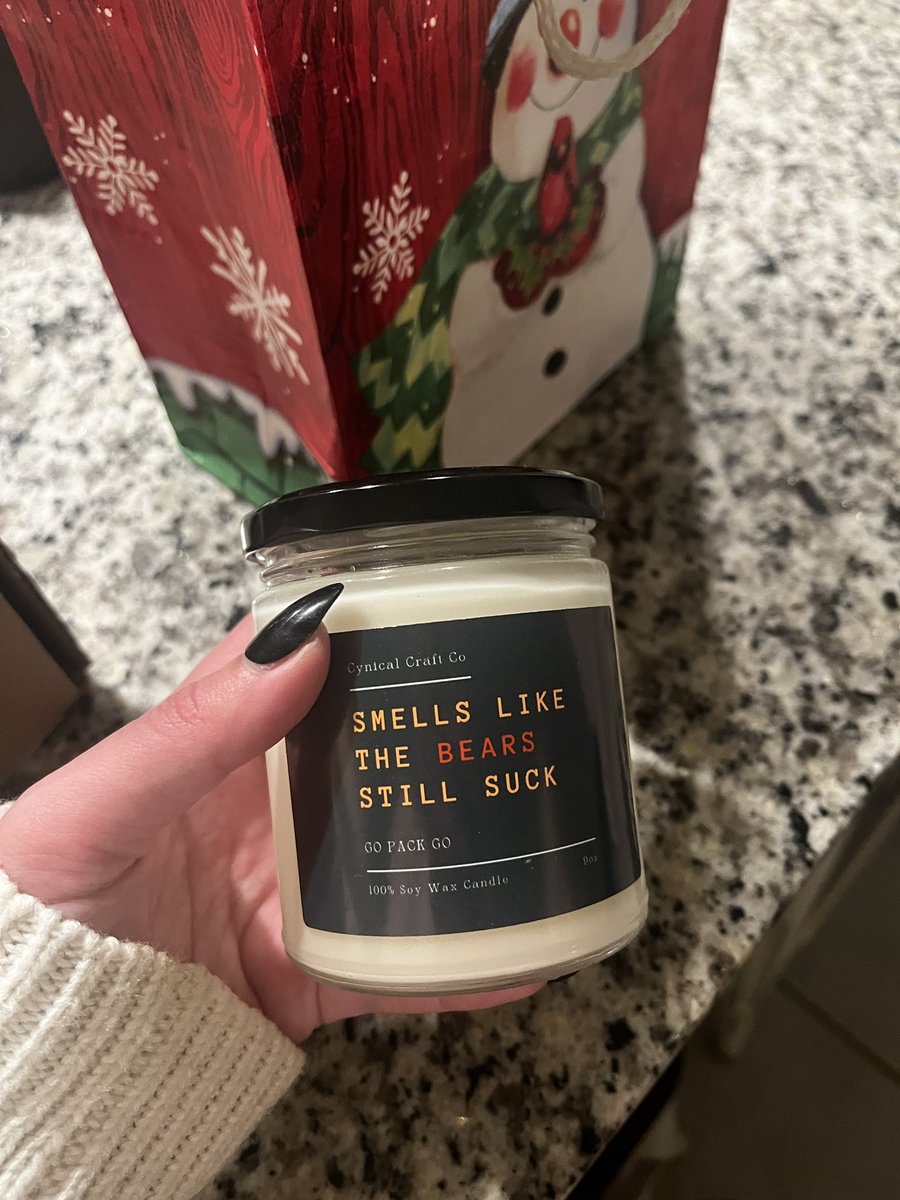 Cynical Craft Co
SMELLS LIKE
THE BEARS
STILL SUCK
GO PACK GO
9oz
100% Soy Wax Candle